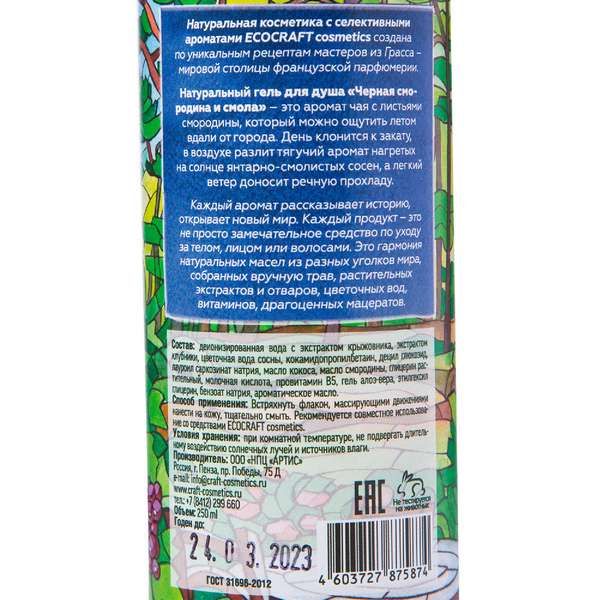 Натуральная косметика с селективными
ароматами ECOCRAFT cosmetics создана
по уникальным рецептам мастеров из Грасса –
мировой столицы французской парфюмерии.
Натуральный гель для душа «Черная смо-
родина и смола» – это аромат чая с листьями
смородины, который можно ощутить летом
вдали от города. День клонится к закату,
в воздухе разлит тягучий аромат нагретых
на солнце янтарно-смолистых сосен, а легкий
ветер доносит речную прохладу.
Каждый аромат рассказывает историю,
открывает новый мир. Каждый продукт – это
не просто замечательное средство по уходу
за телом, лицом или волосами. Это гармония
натуральных масел из разных уголков мира,
собранных вручную трав, растительных
экстрактов и отваров, цветочных вод,
витаминов, драгоценных мацератов.
Состав: деионизированная вода с экстрактом крыжовника, экстрактом
клубники, цветочная вода сосны, кокамидопропилбетаин, децил глюкозид,
лауроил саркозинат натрия, масло кокоса, масло смородины, глицерин рас-
тительный, молочная кислота, провитамин B5, гель алоэ-вера, этилгексил
глицерин, бензоат натрия, ароматическое масло.
Способ применения: Встряхнуть флакон, массирующими движениями
нанести на кожу, тщательно смыть. Рекомендуется совместное использова-
ние со средствами ECOCRAFT cosmetics.
Условия хранения: при комнатной температуре, не подвергать длитель-
ному воздействию солнечных лучей и источников влаги.
Производитель: ООО «НПЦ «АРТИС»
Россия, г. Пенза, пр. Победы, 75 Д
e-mail: info@craft-cosmetics.ru
www.craft-cosmetics.ru
тел.: +7 (8412) 299 660
Объем: 250 ml
Годен до:
24. 03. 2023
ГОСТ 31696-2012
EAC
Не тестируется
на животных
4 603727 875874